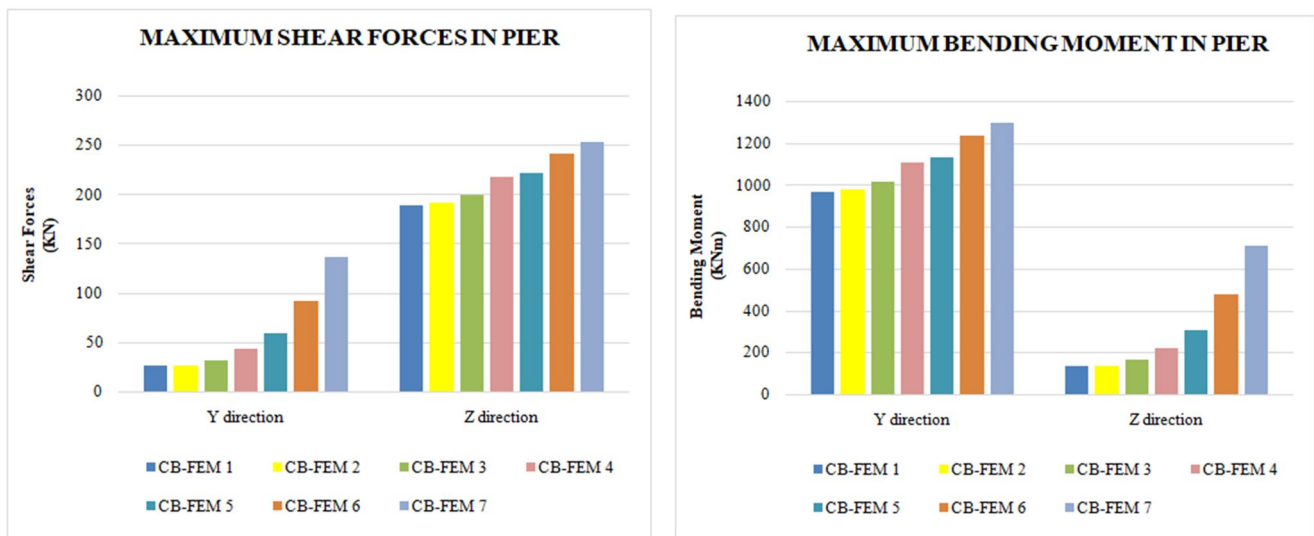 MAXIMUM SHEAR FORCES IN PIER
300
250
200
150
100
50
0
Shear Forces
(KN)
Y direction
Z direction
CB-FEM 1
CB-FEM 2
CB-FEM 3
CB-FEM 4
CB-FEM 5
CB-FEM 6
CB-FEM 7
MAXIMUM BENDING MOMENT IN PIER
1400
1200
1000
800
600
400
200
0
Bending Moment
(KNm)
Y direction
Z direction
CB-FEM 1
CB-FEM 2
CB-FEM 3
CB-FEM 4
CB-FEM 5
CB-FEM 6
CB-FEM 7